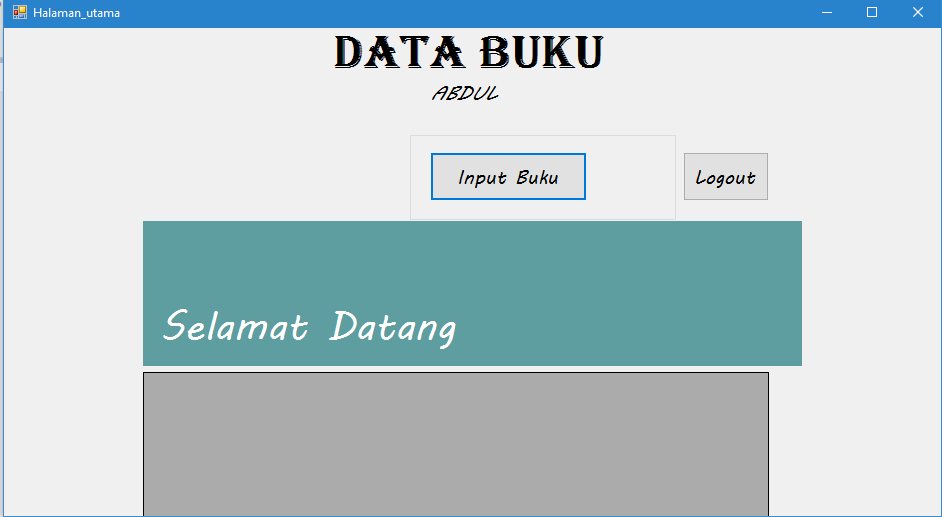 Halaman_utama
DATA BUKU
ABDUL
Input Buku
Logout
Selamat Datang